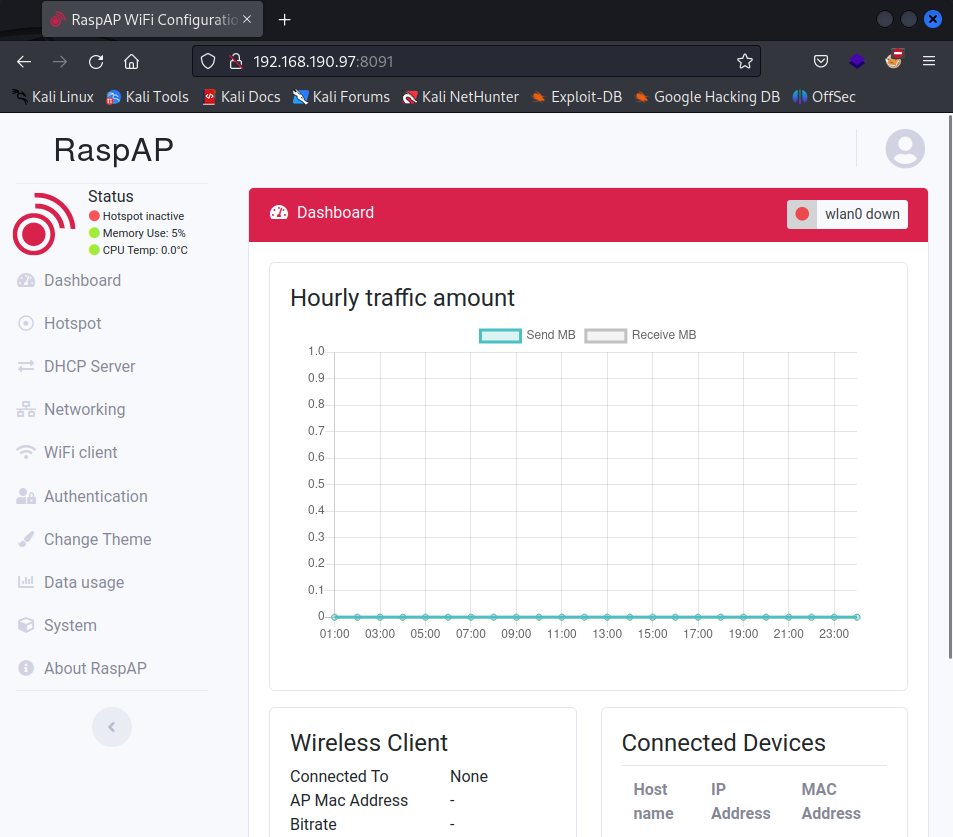 RaspAP WiFi Configuratio
192.168.190.97:8091
Kali Linux Kali Tools Kali Docs Kali Forums Kali NetHunter Exploit-DB Google Hacking DB OffSec
RaspAP
Status
Hotspot inactive
Memory Use: 5%
CPU Temp: 0.0°C
Dashboard
Hotspot
DHCP Server
Networking
WiFi client
Authentication
Change Theme
Data usage
System
About RaspAP
Dashboard
wlan0 down
Hourly traffic amount
Send MB Receive MB
1.0
0.9
0.8
0.7
0.6
0.5
0.4
0.3
0.2
0.1
0
01:00 03:00 05:00 07:00 09:00 11:00 13:00 15:00 17:00 19:00 21:00 23:00
Wireless Client
Connected To None
AP Mac Address -
Bitrate -
Connected Devices
Host name
IP Address
MAC Address